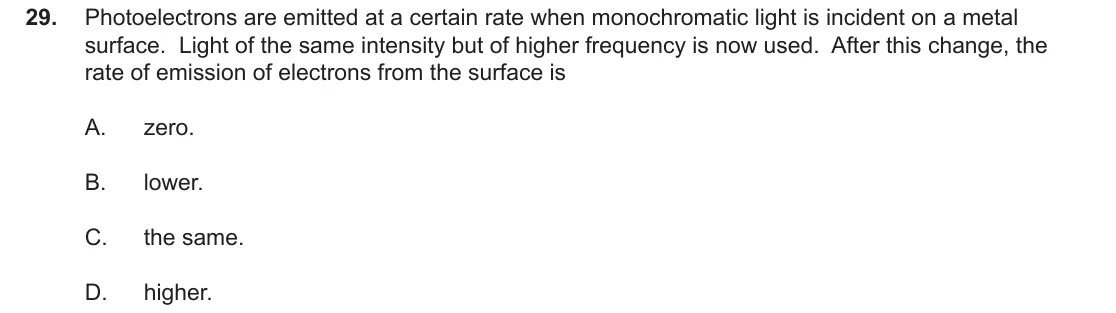 29. Photoelectrons are emitted at a certain rate when monochromatic light is incident on a metal
surface. Light of the same intensity but of higher frequency is now used. After this change, the
rate of emission of electrons from the surface is
A. zero.
B. lower.
C. the same.
D. higher.